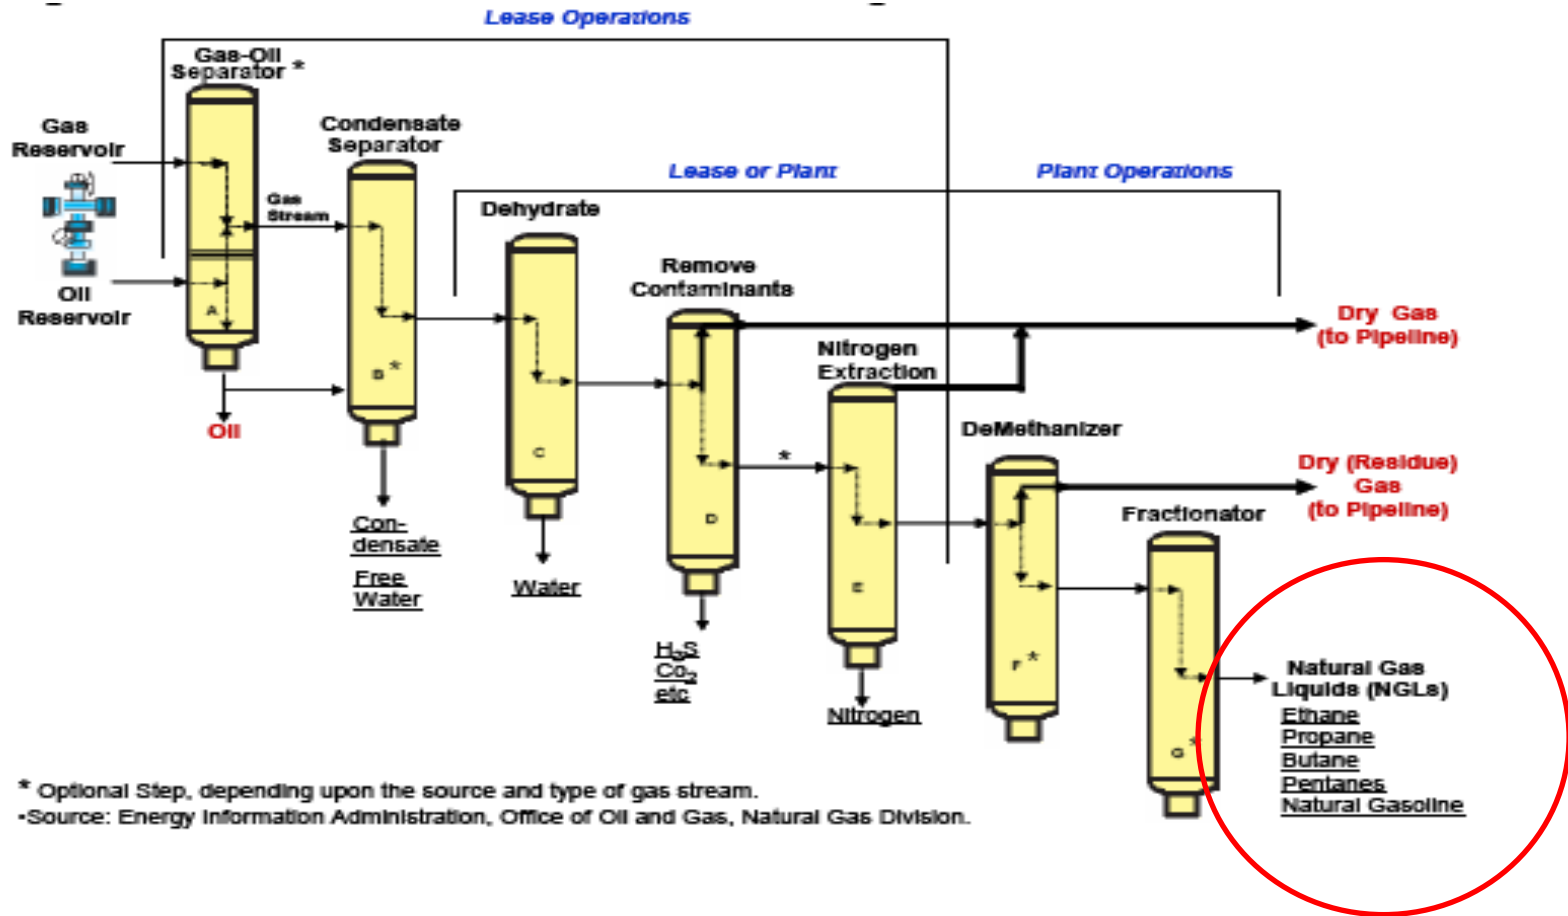 Lease Operations
Gas-Oil
Separator *
Gas
Reservoir
Oil
Reservoir
A
Oil
Gas
Stream
Condensate
Separator
B *
Con-
densate
Free
Water
Lease or Plant
Dehydrate
C
Water
Remove
Contaminants
D
H2S
Co2
etc
*
Nitrogen
Extraction
E
Nitrogen
Plant Operations
Dry Gas
(to Pipeline)
DeMethanizer
F *
Dry (Residue)
Gas
(to Pipeline)
Fractionator
G *
Natural Gas
Liquids (NGLs)
Ethane
Propane
Butane
Pentanes
Natural Gasoline
* Optional Step, depending upon the source and type of gas stream.
•Source: Energy Information Administration, Office of Oil and Gas, Natural Gas Division.